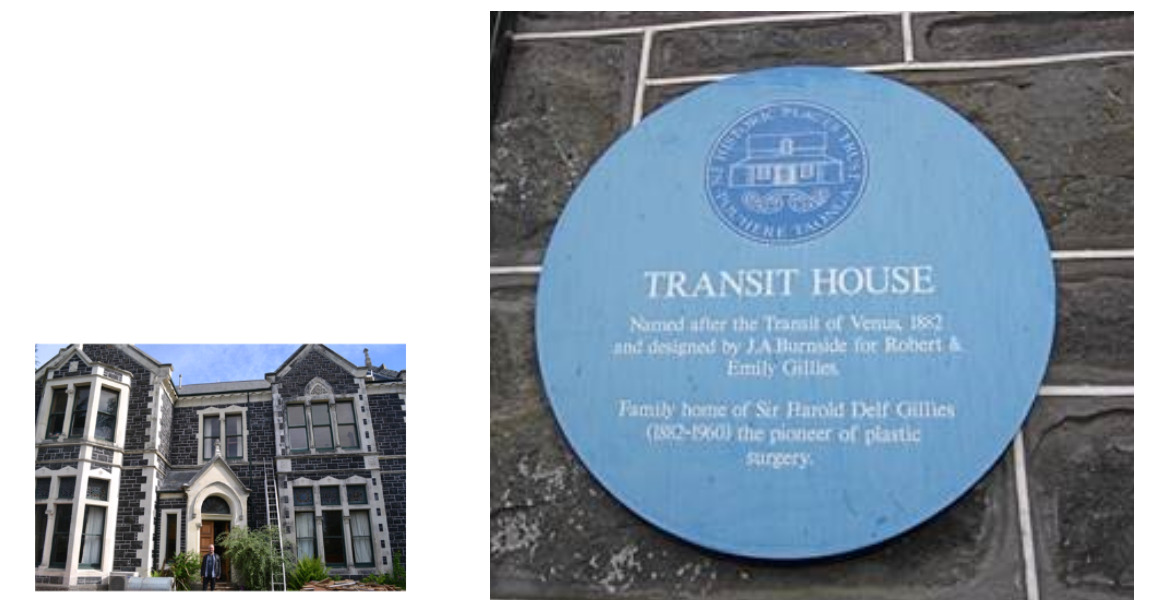 NZ HISTORIC PLACES TRUST
POUHERE TAONGA
TRANSIT HOUSE
Named after the Transit of Venus, 1882
and designed by J.A Burnside for Robert &
Emily Gillies.
Family home of Sir Harold Delf Gillies
(1882-1960) the pioneer of plastic
surgery.